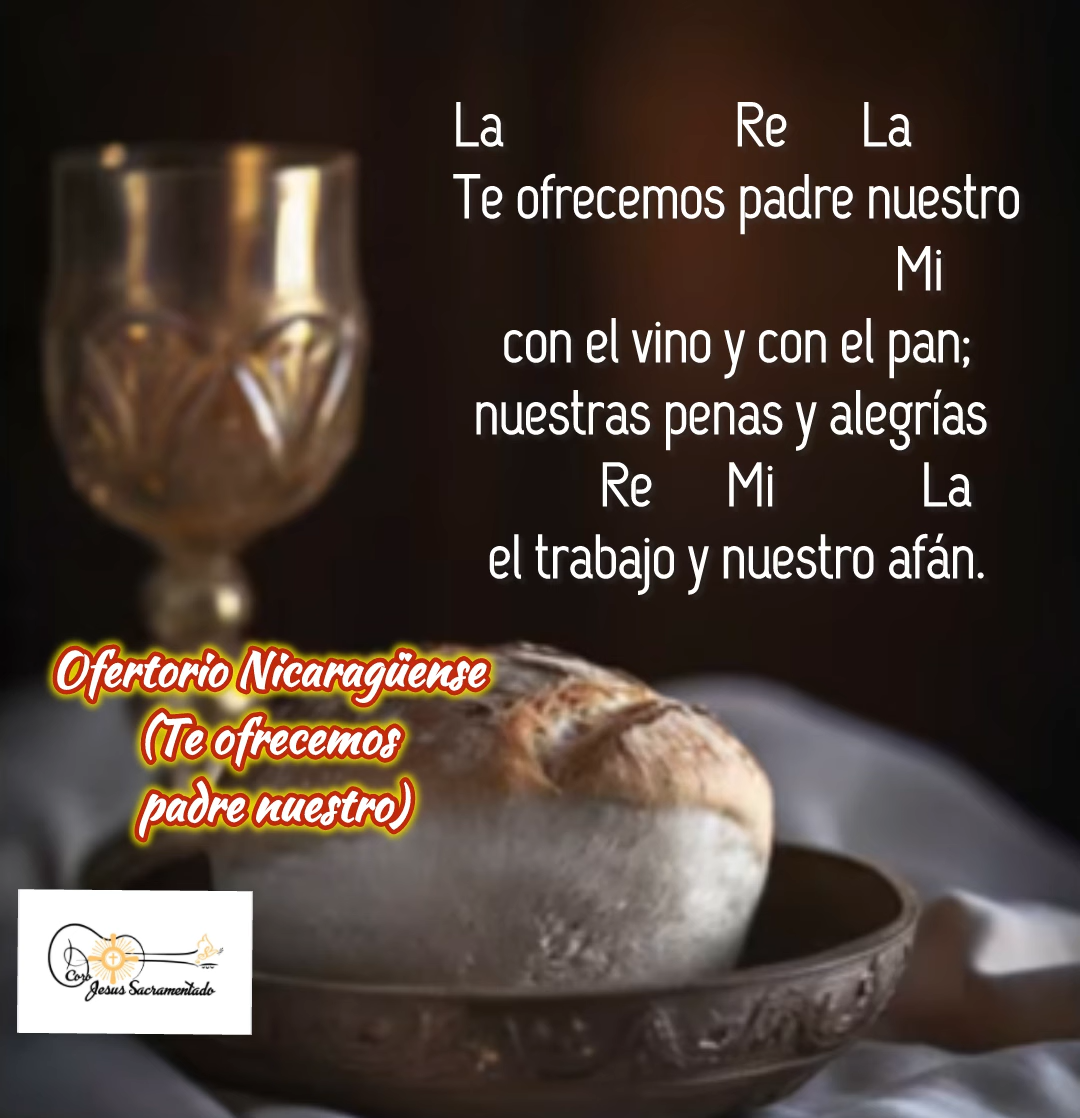 La Re La
Te ofrecemos padre nuestro
Mi
con el vino y con el pan;
nuestras penas y alegrías
Re Mi La
el trabajo y nuestro afán.
Ofertorio Nicaragüense
(Te ofrecemos
padre nuestro)
Coro
Jesus Sacramentado